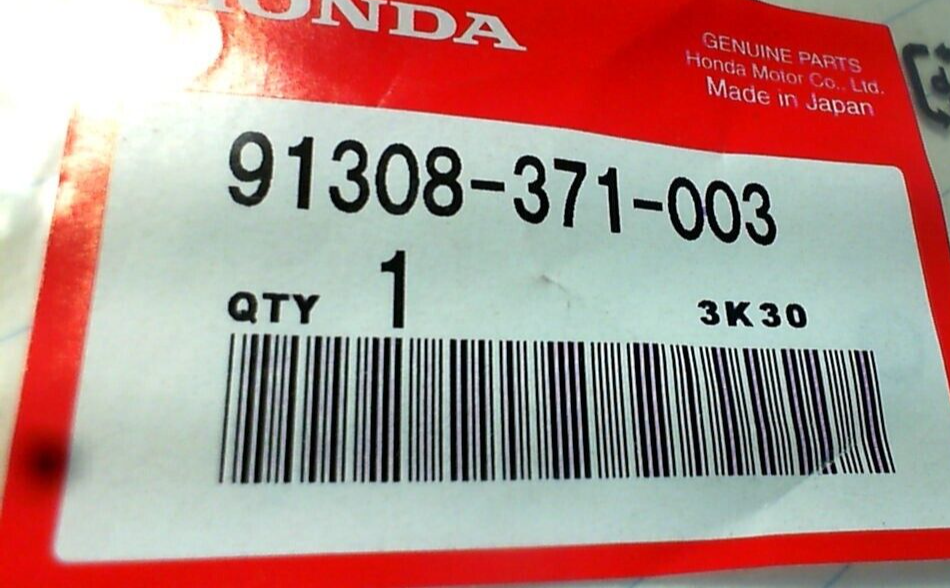 HONDA
GENUINE PARTS
Honda Motor Co., Ltd.
Made in Japan
91308-371-003
QTY 1 3K30